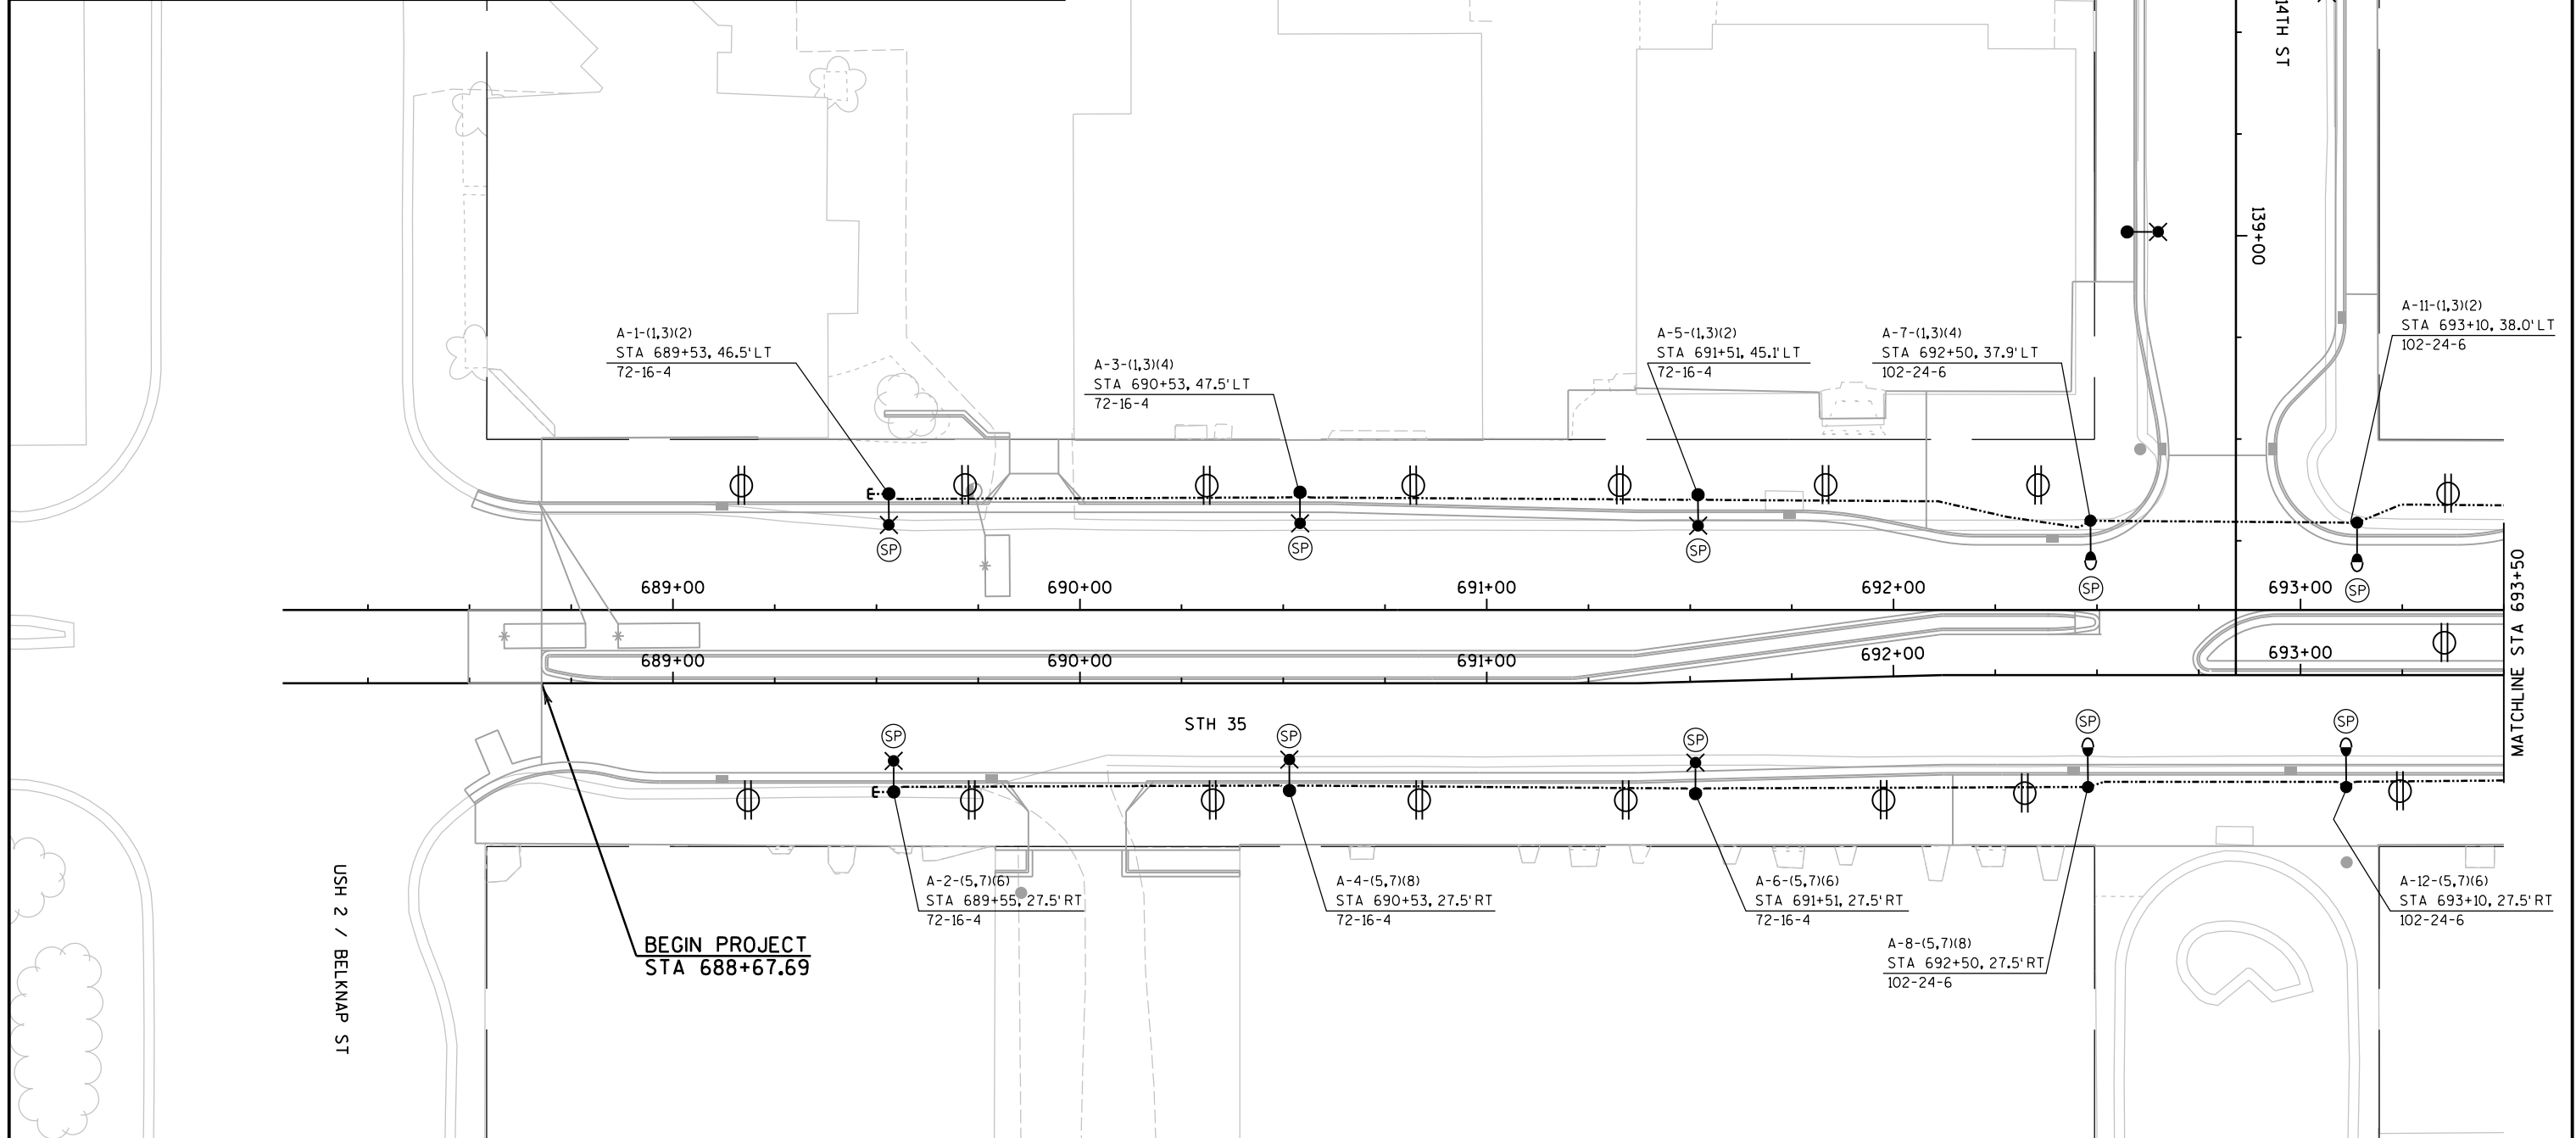 14TH ST
139+00
A-1-(1,3)(2)
STA 689+53, 46.5' LT
72-16-4
A-3-(1,3)(4)
STA 690+53, 47.5' LT
72-16-4
A-5-(1,3)(2)
STA 691+51, 45.1' LT
72-16-4
A-7-(1,3)(4)
STA 692+50, 37.9' LT
102-24-6
A-11-(1,3)(2)
STA 693+10, 38.0' LT
102-24-6
E
SP
SP
SP
SP
SP
689+00
690+00
691+00
692+00
693+00
689+00
690+00
691+00
692+00
693+00
MATCHLINE STA 693+50
STH 35
SP
SP
SP
SP
SP
E
A-2-(5,7)(6)
STA 689+55, 27.5' RT
72-16-4
A-4-(5,7)(8)
STA 690+53, 27.5' RT
72-16-4
A-6-(5,7)(6)
STA 691+51, 27.5' RT
72-16-4
A-8-(5,7)(8)
STA 692+50, 27.5' RT
102-24-6
A-12-(5,7)(6)
STA 693+10, 27.5' RT
102-24-6
BEGIN PROJECT
STA 688+67.69
USH 2 / BELKNAP ST